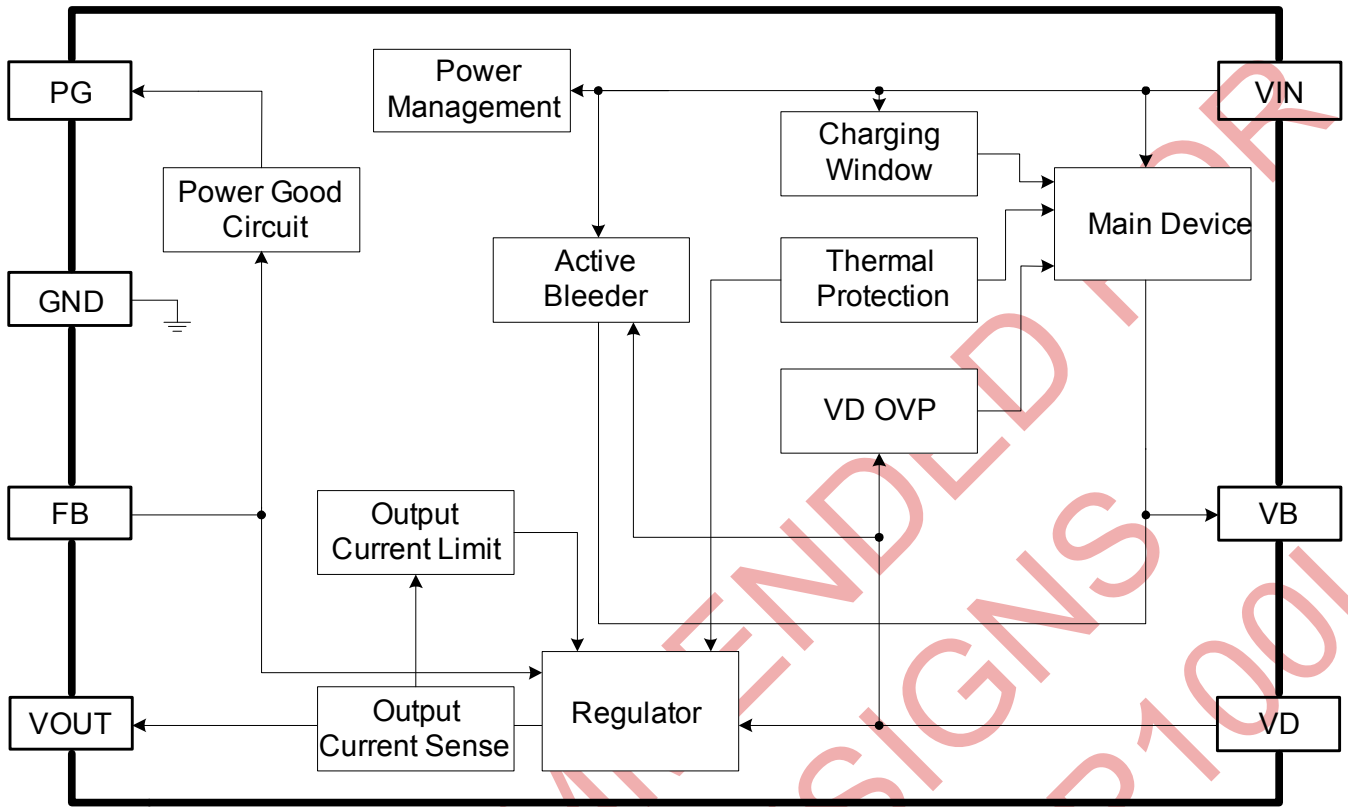 PG
Power
Management
VIN
Charging
Window
Power Good
Circuit
Main Device
Active
Bleeder
Thermal
Protection
GND
VD OVP
FB
Output
Current Limit
VB
VOUT
Output
Current Sense
Regulator
VD